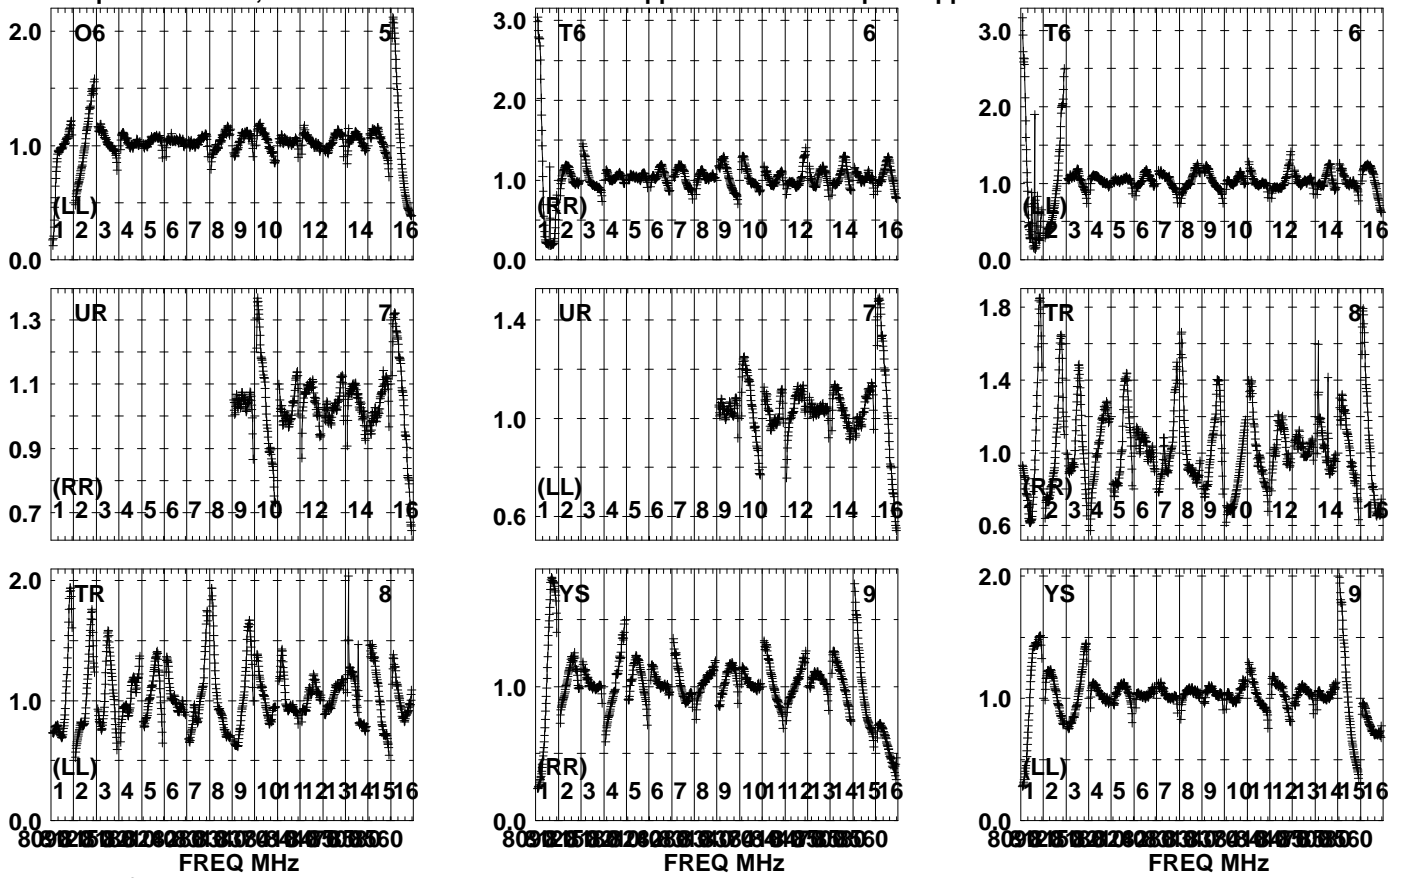 2.0 O6 5 3.0 T6 6 3.0 T6 6
2.0 2.0
1.0 1.0 1.0
(LL) (RR) (LL)
1 2 3 4 5 6 7 8 9 10 12 14 16 1 2 3 4 5 6 7 8 9 10 12 14 16 1 2 3 4 5 6 7 8 9 10 12 14 16
0.0 0.0 0.0
UR 7 UR 7 TR 8
1.3 1.4 1.8
1.1 1.4
0.9 1.0 1.0
(RR) (LL) (RR)
0.7 1 2 3 4 5 6 7 8 9 10 12 14 16 0.6 1 2 3 4 5 6 7 8 9 10 12 14 16 0.6 1 2 3 4 5 6 7 8 9 10 12 14 16
2.0 TR 8 YS 9 2.0 YS 9
1.0 1.0 1.0
(LL) (RR) (LL)
1 2 3 4 5 6 7 8 9 10 11 12 13 14 15 16 1 2 3 4 5 6 7 8 9 10 11 12 13 14 15 16 1 2 3 4 5 6 7 8 9 10 11 12 13 14 15 16
0.0 0.0 0.0
FREQ MHz FREQ MHz